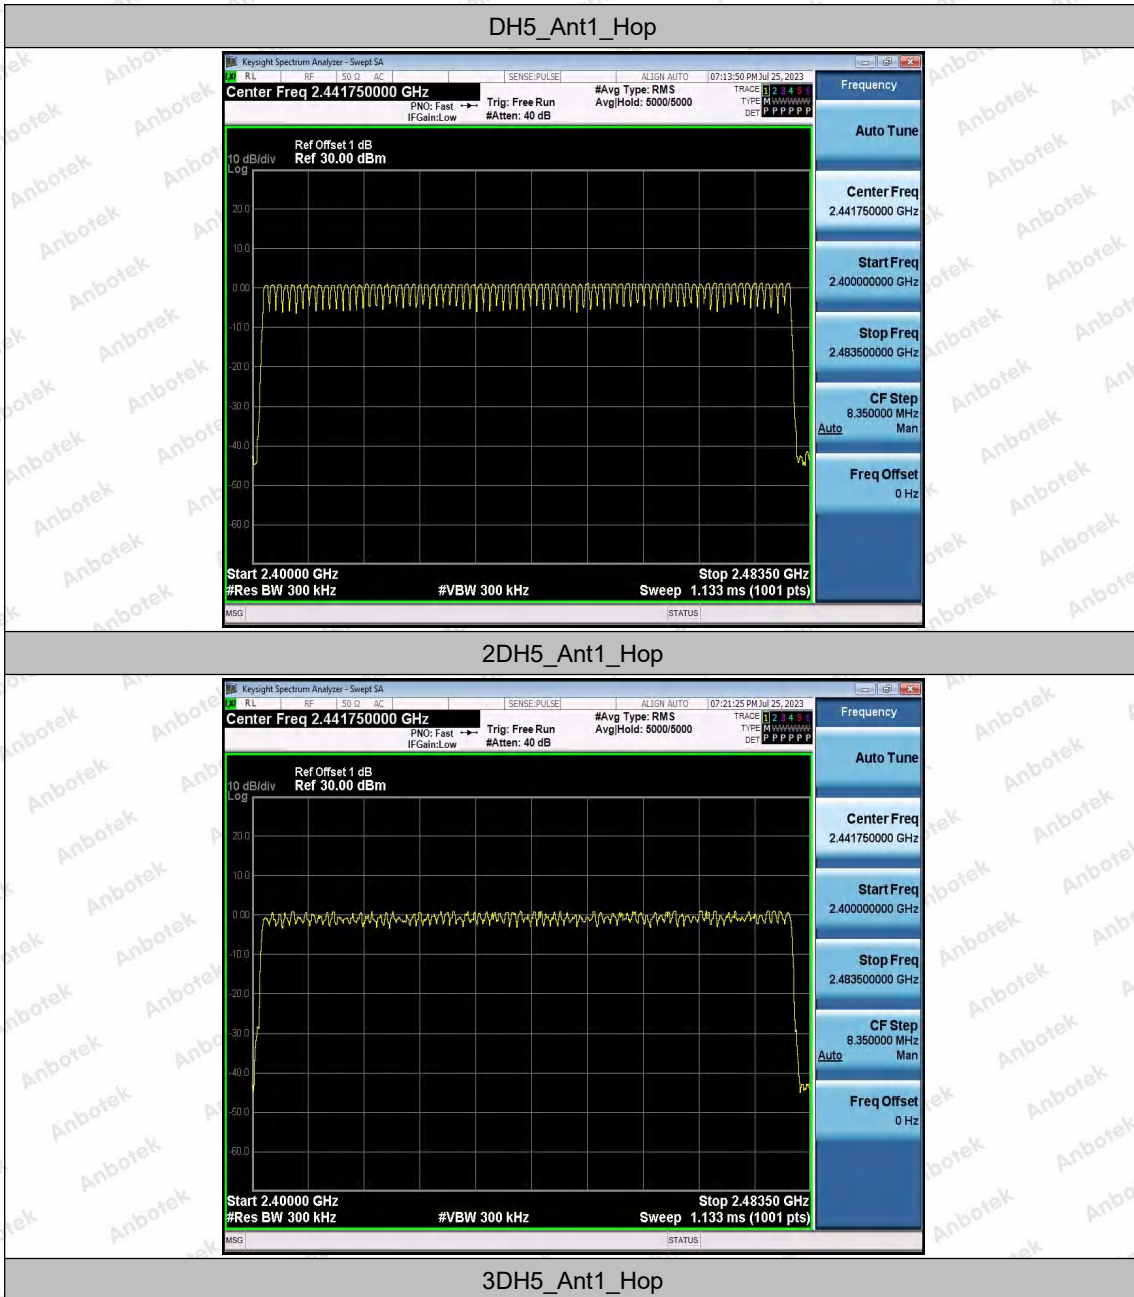 DH5_Ant1_Hop
Keysight Spectrum Analyzer - Swept SA
RL RF 50 Ω AC SENSE:PULSE ALIGN AUTO 07:13:50 PM Jul 25, 2023
Center Freq 2.441750000 GHz
PNO: Fast
IFGain:Low
Trig: Free Run
#Atten: 40 dB
#Avg Type: RMS
Avg|Hold: 5000/5000
TRACE 1 2 3 4 5 6
TYPE M WWWWW
DET P P P P P P
Ref Offset 1 dB
10 dB/div Ref 30.00 dBm
Log
20.0
10.0
0.00
-10.0
-20.0
-30.0
-40.0
-50.0
-60.0
Start 2.40000 GHz Stop 2.48350 GHz
#Res BW 300 kHz #VBW 300 kHz Sweep 1.133 ms (1001 pts)
MSG STATUS
Frequency
Auto Tune
Center Freq
2.441750000 GHz
Start Freq
2.400000000 GHz
Stop Freq
2.483500000 GHz
CF Step
8.350000 MHz
Auto Man
Freq Offset
0 Hz
2DH5_Ant1_Hop
Keysight Spectrum Analyzer - Swept SA
RL RF 50 Ω AC SENSE:PULSE ALIGN AUTO 07:21:25 PM Jul 25, 2023
Center Freq 2.441750000 GHz
PNO: Fast
IFGain:Low
Trig: Free Run
#Atten: 40 dB
#Avg Type: RMS
Avg|Hold: 5000/5000
TRACE 1 2 3 4 5 6
TYPE M WWWWW
DET P P P P P P
Ref Offset 1 dB
10 dB/div Ref 30.00 dBm
Log
20.0
10.0
0.00
-10.0
-20.0
-30.0
-40.0
-50.0
-60.0
Start 2.40000 GHz Stop 2.48350 GHz
#Res BW 300 kHz #VBW 300 kHz Sweep 1.133 ms (1001 pts)
MSG STATUS
Frequency
Auto Tune
Center Freq
2.441750000 GHz
Start Freq
2.400000000 GHz
Stop Freq
2.483500000 GHz
CF Step
8.350000 MHz
Auto Man
Freq Offset
0 Hz
3DH5_Ant1_Hop
Anbotek